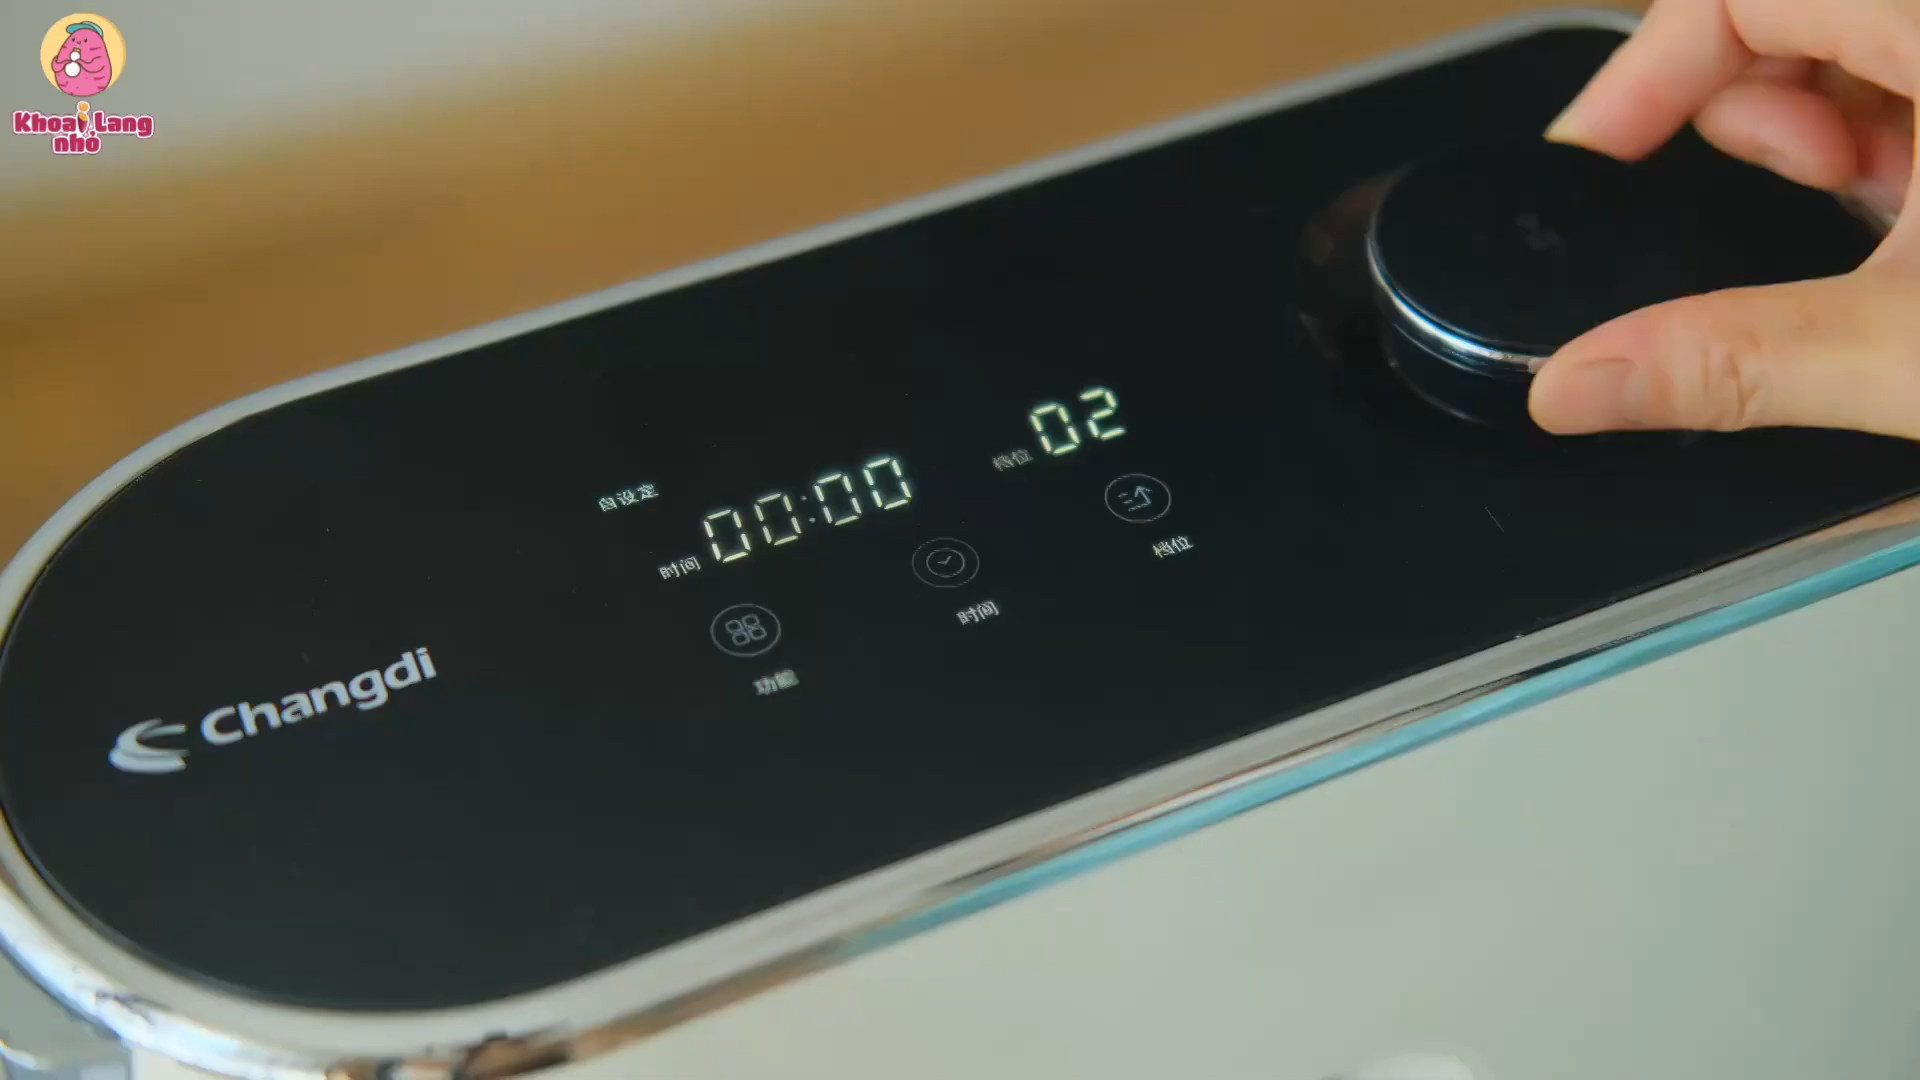 Khoai Lang
nhỏ
自设定
时间 00:00
档位 02
功能
时间
档位
Changdi